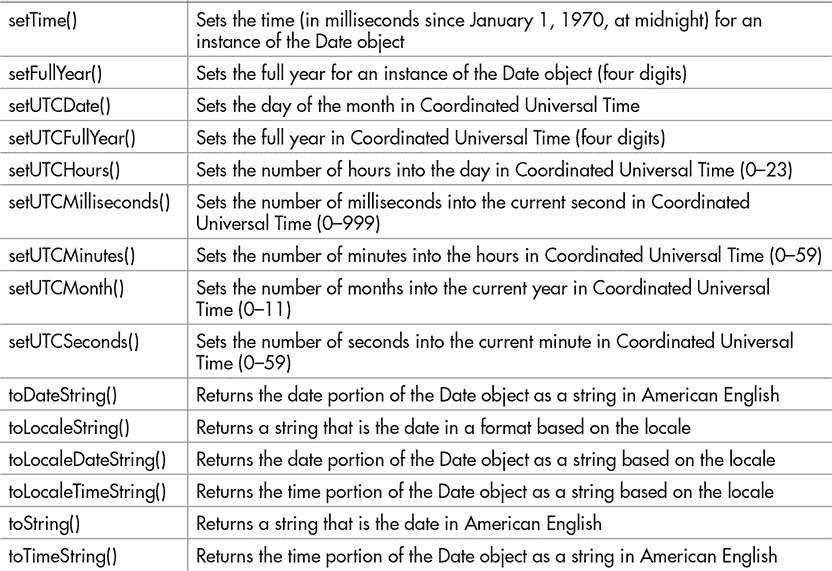 setTime() Sets the time (in milliseconds since January 1, 1970, at midnight) for an
instance of the Date object
setFullYear() Sets the full year for an instance of the Date object (four digits)
setUTCDate() Sets the day of the month in Coordinated Universal Time
setUTCFullYear() Sets the full year in Coordinated Universal Time (four digits)
setUTCHours() Sets the number of hours into the day in Coordinated Universal Time (0–23)
setUTCMilliseconds() Sets the number of milliseconds into the current second in Coordinated
Universal Time (0–999)
setUTCMinutes() Sets the number of minutes into the hours in Coordinated Universal Time (0–59)
setUTCMonth() Sets the number of months into the current year in Coordinated Universal
Time (0–11)
setUTCSeconds() Sets the number of seconds into the current minute in Coordinated Universal
Time (0–59)
toDateString() Returns the date portion of the Date object as a string in American English
toLocaleString() Returns a string that is the date in a format based on the locale
toLocaleDateString() Returns the date portion of the Date object as a string based on the locale
toLocaleTimeString() Returns the time portion of the Date object as a string based on the locale
toString() Returns a string that is the date in American English
toTimeString() Returns the time portion of the Date object as a string in American English